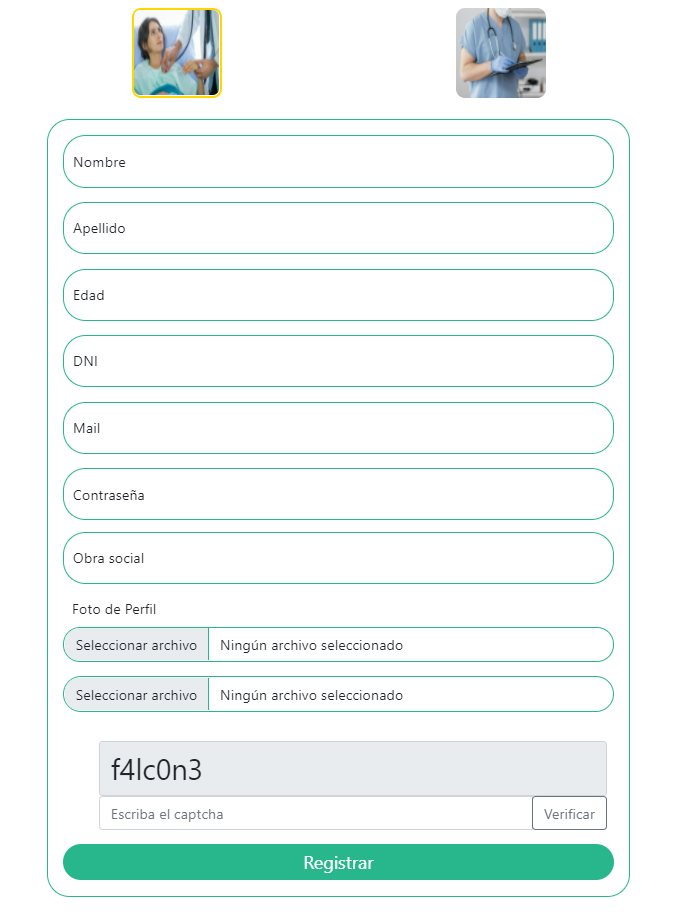 Nombre
Apellido
Edad
DNI
Mail
Contraseña
Obra social
Foto de Perfil
Seleccionar archivo Ningún archivo seleccionado
Seleccionar archivo Ningún archivo seleccionado
f4lc0n3
Escriba el captcha Verificar
Registrar